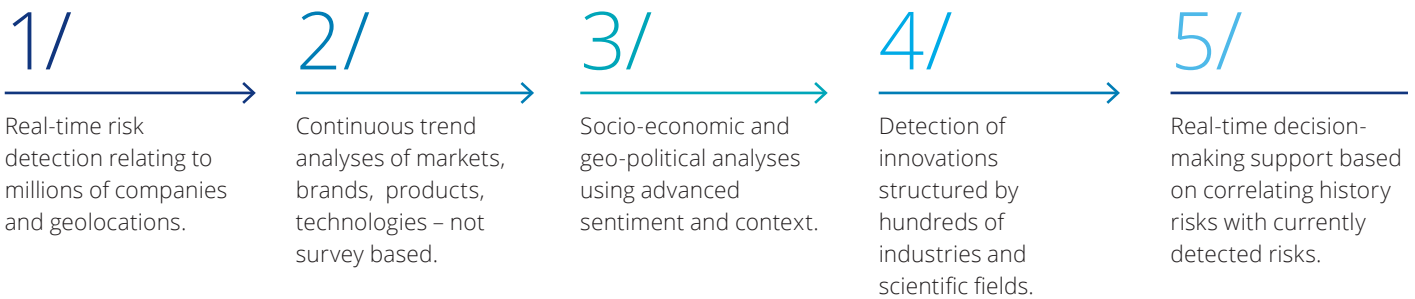 1/
Real-time risk
detection relating to
millions of companies
and geolocations.
2/
Continuous trend
analyses of markets,
brands, products,
technologies – not
survey based.
3/
Socio-economic and
geo-political analyses
using advanced
sentiment and context.
4/
Detection of
innovations
structured by
hundreds of
industries and
scientific fields.
5/
Real-time decision-
making support based
on correlating history
risks with currently
detected risks.